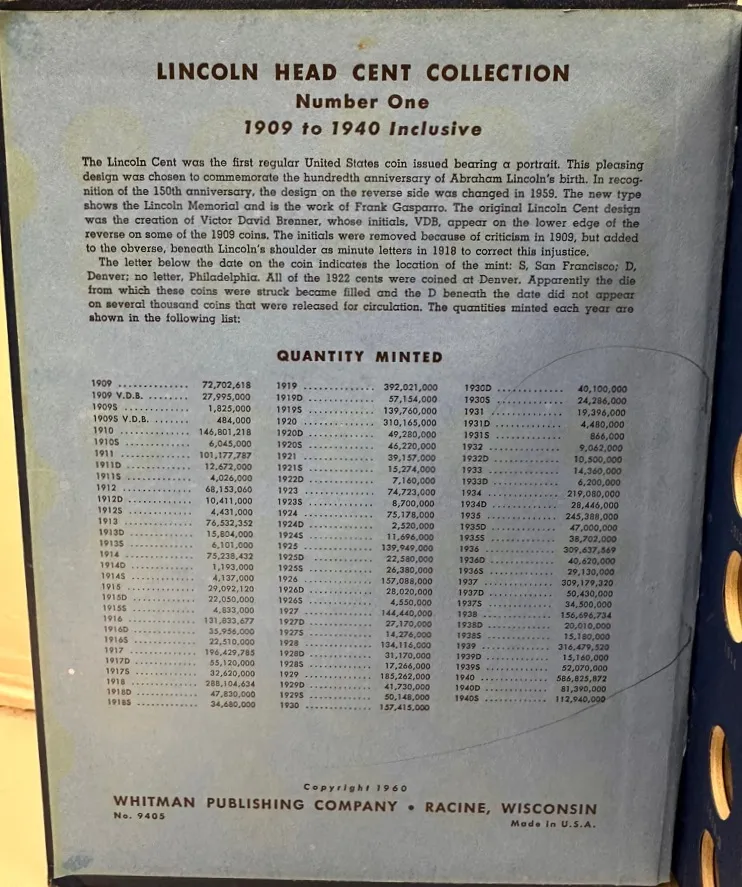 LINCOLN HEAD CENT COLLECTION
Number One
1909 to 1940 Inclusive
The Lincoln Cent was the first regular United States coin issued bearing a portrait. This pleasing
design was chosen to commemorate the hundredth anniversary of Abraham Lincoln's birth. In recog-
nition of the 150th anniversary, the design on the reverse side was changed in 1959. The new type
shows the Lincoln Memorial and is the work of Frank Gasparro. The original Lincoln Cent design
was the creation of Victor David Brenner, whose initials, VDB, appear on the lower edge of the
reverse on some of the 1909 coins. The initials were removed because of criticism in 1909, but added
to the obverse, beneath Lincoln's shoulder as minute letters in 1918 to correct this injustice.
The letter below the date on the coin indicates the location of the mint: S, San Francisco; D,
Denver; no letter, Philadelphia. All of the 1922 cents were coined at Denver. Apparently the die
from which these coins were struck became filled and the D beneath the date did not appear
on several thousand coins that were released for circulation. The quantities minted each year are
shown in the following list:
QUANTITY MINTED
1909 .............. 72,702,618
1909 V.D.B. ........ 27,995,000
1909S .............. 1,825,000
1909S V.D.B. ....... 484,000
1910 .............. 146,801,218
1910S .............. 6,045,000
1911 .............. 101,177,787
1911D .............. 12,672,000
1911S .............. 4,026,000
1912 .............. 68,153,060
1912D .............. 10,411,000
1912S .............. 4,431,000
1913 .............. 76,532,352
1913D .............. 15,804,000
1913S .............. 6,101,000
1914 .............. 75,238,432
1914D .............. 1,193,000
1914S .............. 4,137,000
1915 .............. 29,092,120
1915D .............. 22,050,000
1915S .............. 4,833,000
1916 .............. 131,833,677
1916D .............. 35,956,000
1916S .............. 22,510,000
1917 .............. 196,429,785
1917D .............. 55,120,000
1917S .............. 32,620,000
1918 .............. 288,104,634
1918D .............. 47,830,000
1918S .............. 34,680,000
1919 .............. 392,021,000
1919D .............. 57,154,000
1919S .............. 139,760,000
1920 .............. 310,165,000
1920D .............. 49,280,000
1920S .............. 46,220,000
1921 .............. 39,157,000
1921S .............. 15,274,000
1922D .............. 7,160,000
1923 .............. 74,723,000
1923S .............. 8,700,000
1924 .............. 75,178,000
1924D .............. 2,520,000
1924S .............. 11,696,000
1925 .............. 139,949,000
1925D .............. 22,580,000
1925S .............. 26,380,000
1926 .............. 157,088,000
1926D .............. 28,020,000
1926S .............. 4,550,000
1927 .............. 144,440,000
1927D .............. 27,170,000
1927S .............. 14,276,000
1928 .............. 134,116,000
1928D .............. 31,170,000
1928S .............. 17,266,000
1929 .............. 185,262,000
1929D .............. 41,730,000
1929S .............. 50,148,000
1930 .............. 157,415,000
1930D .............. 40,100,000
1930S .............. 24,286,000
1931 .............. 19,396,000
1931D .............. 4,480,000
1931S .............. 866,000
1932 .............. 9,062,000
1932D .............. 10,500,000
1933 .............. 14,360,000
1933D .............. 6,200,000
1934 .............. 219,080,000
1934D .............. 28,446,000
1935 .............. 245,388,000
1935D .............. 47,000,000
1935S .............. 38,702,000
1936 .............. 309,637,569
1936D .............. 40,620,000
1936S .............. 29,130,000
1937 .............. 309,179,320
1937D .............. 50,430,000
1937S .............. 34,500,000
1938 .............. 156,696,734
1938D .............. 20,010,000
1938S .............. 15,180,000
1939 .............. 316,479,520
1939D .............. 15,160,000
1939S .............. 52,070,000
1940 .............. 586,825,872
1940D .............. 81,390,000
1940S .............. 112,940,000
Copyright 1960
WHITMAN PUBLISHING COMPANY • RACINE, WISCONSIN
No. 9405
Made in U.S.A.